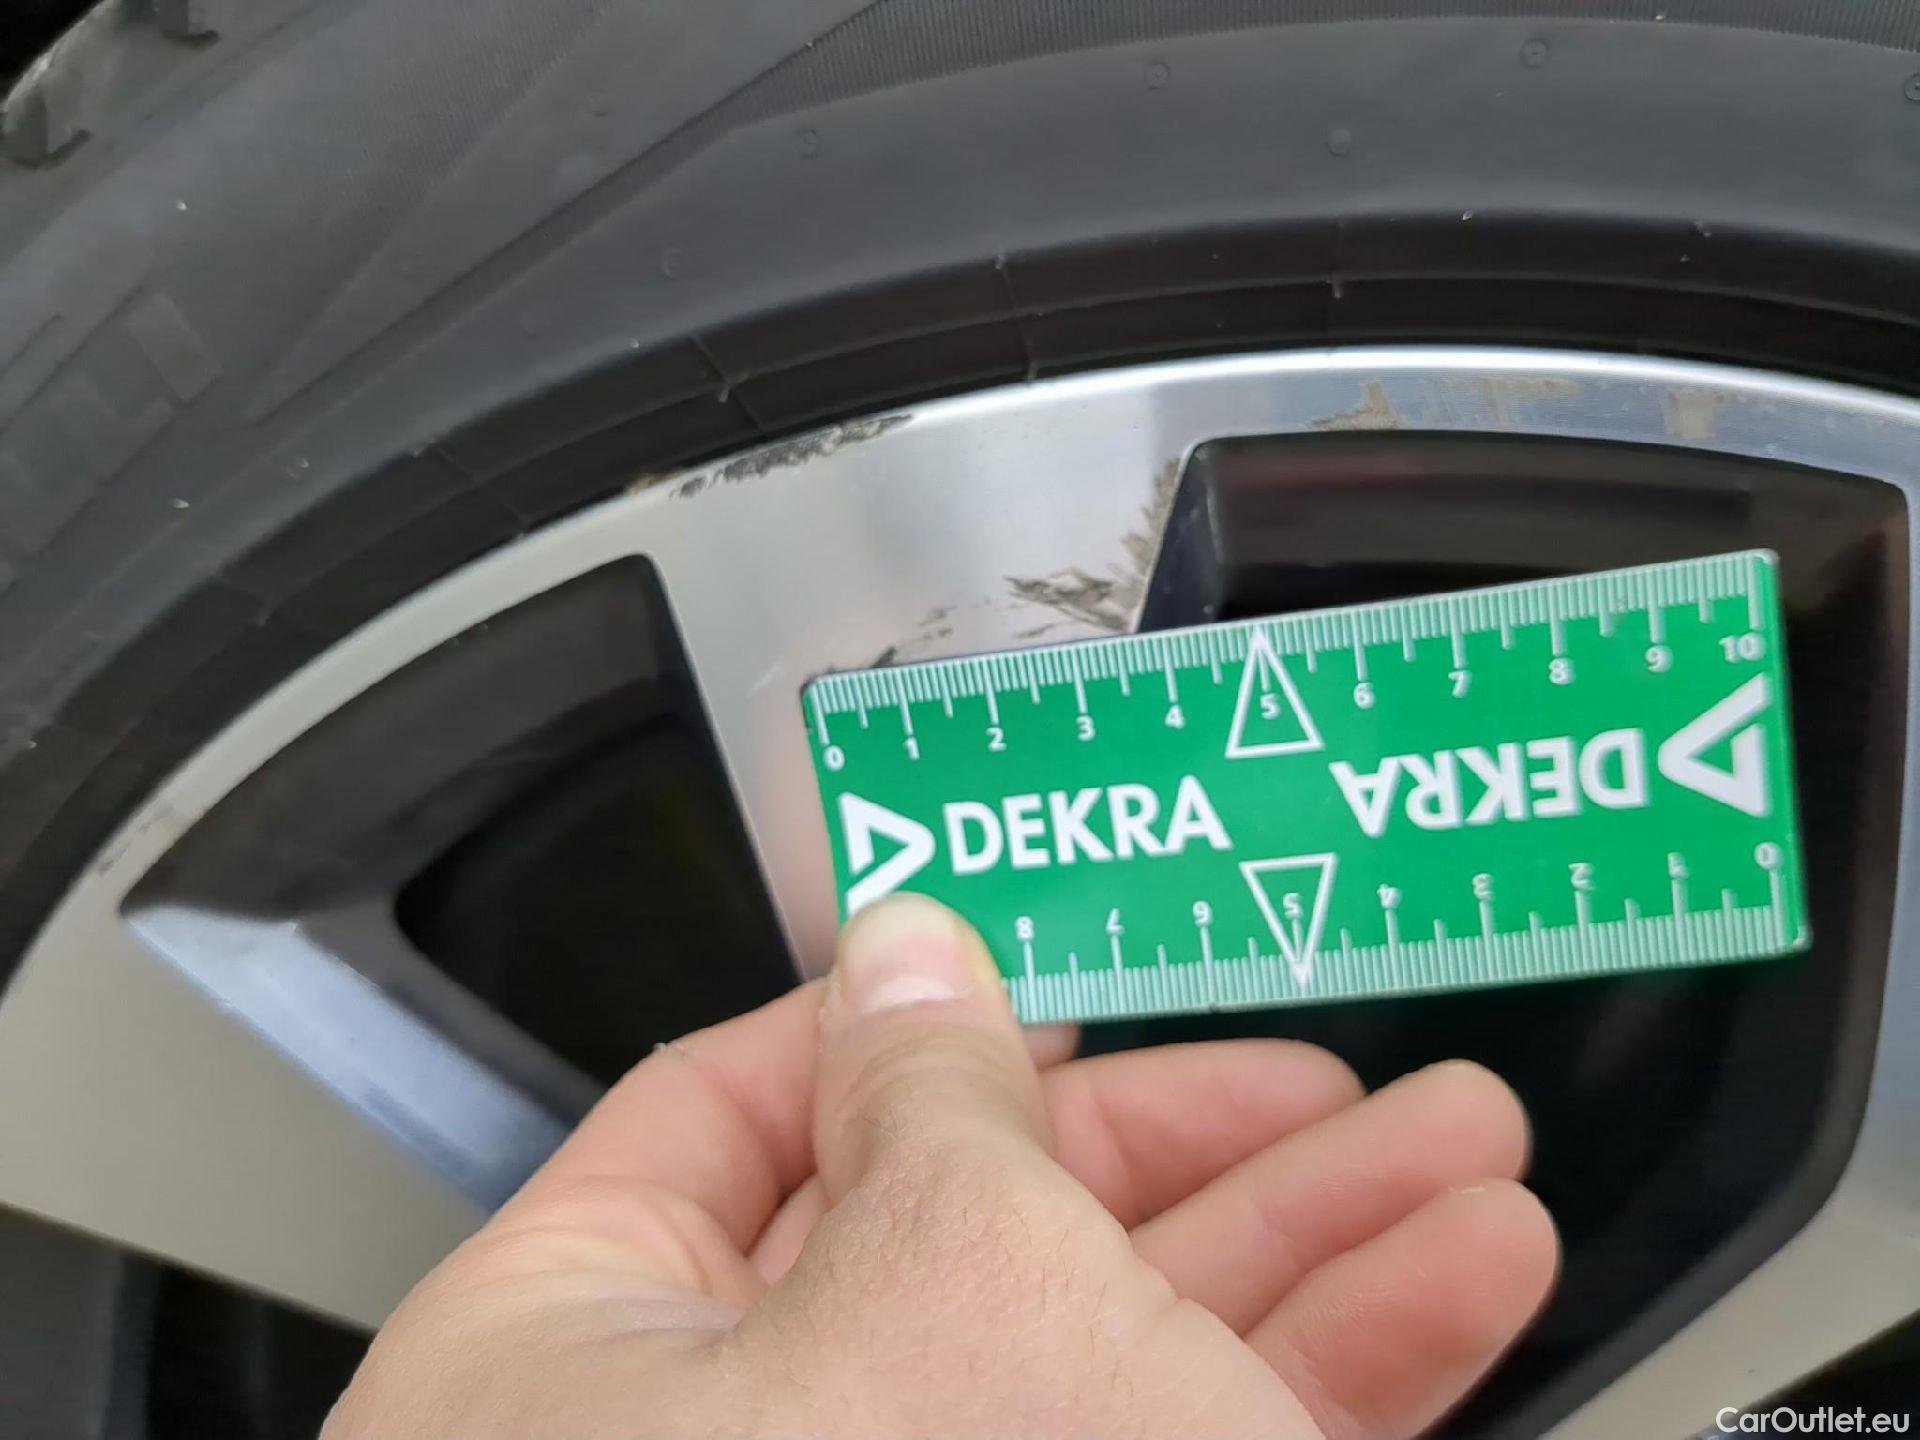 0 1 2 3 4 5 6 7 8 9 10
DEKRA
DEKRA
8 7 6 5 4 3 2 1 0
CarOutlet.eu